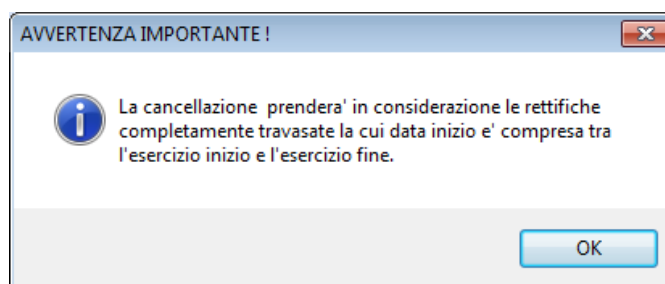 AVVERTENZA IMPORTANTE !
La cancellazione  prendera' in considerazione le rettifiche
completamente travasate la cui data inizio e' compresa tra
l'esercizio inizio e l'esercizio fine.
OK